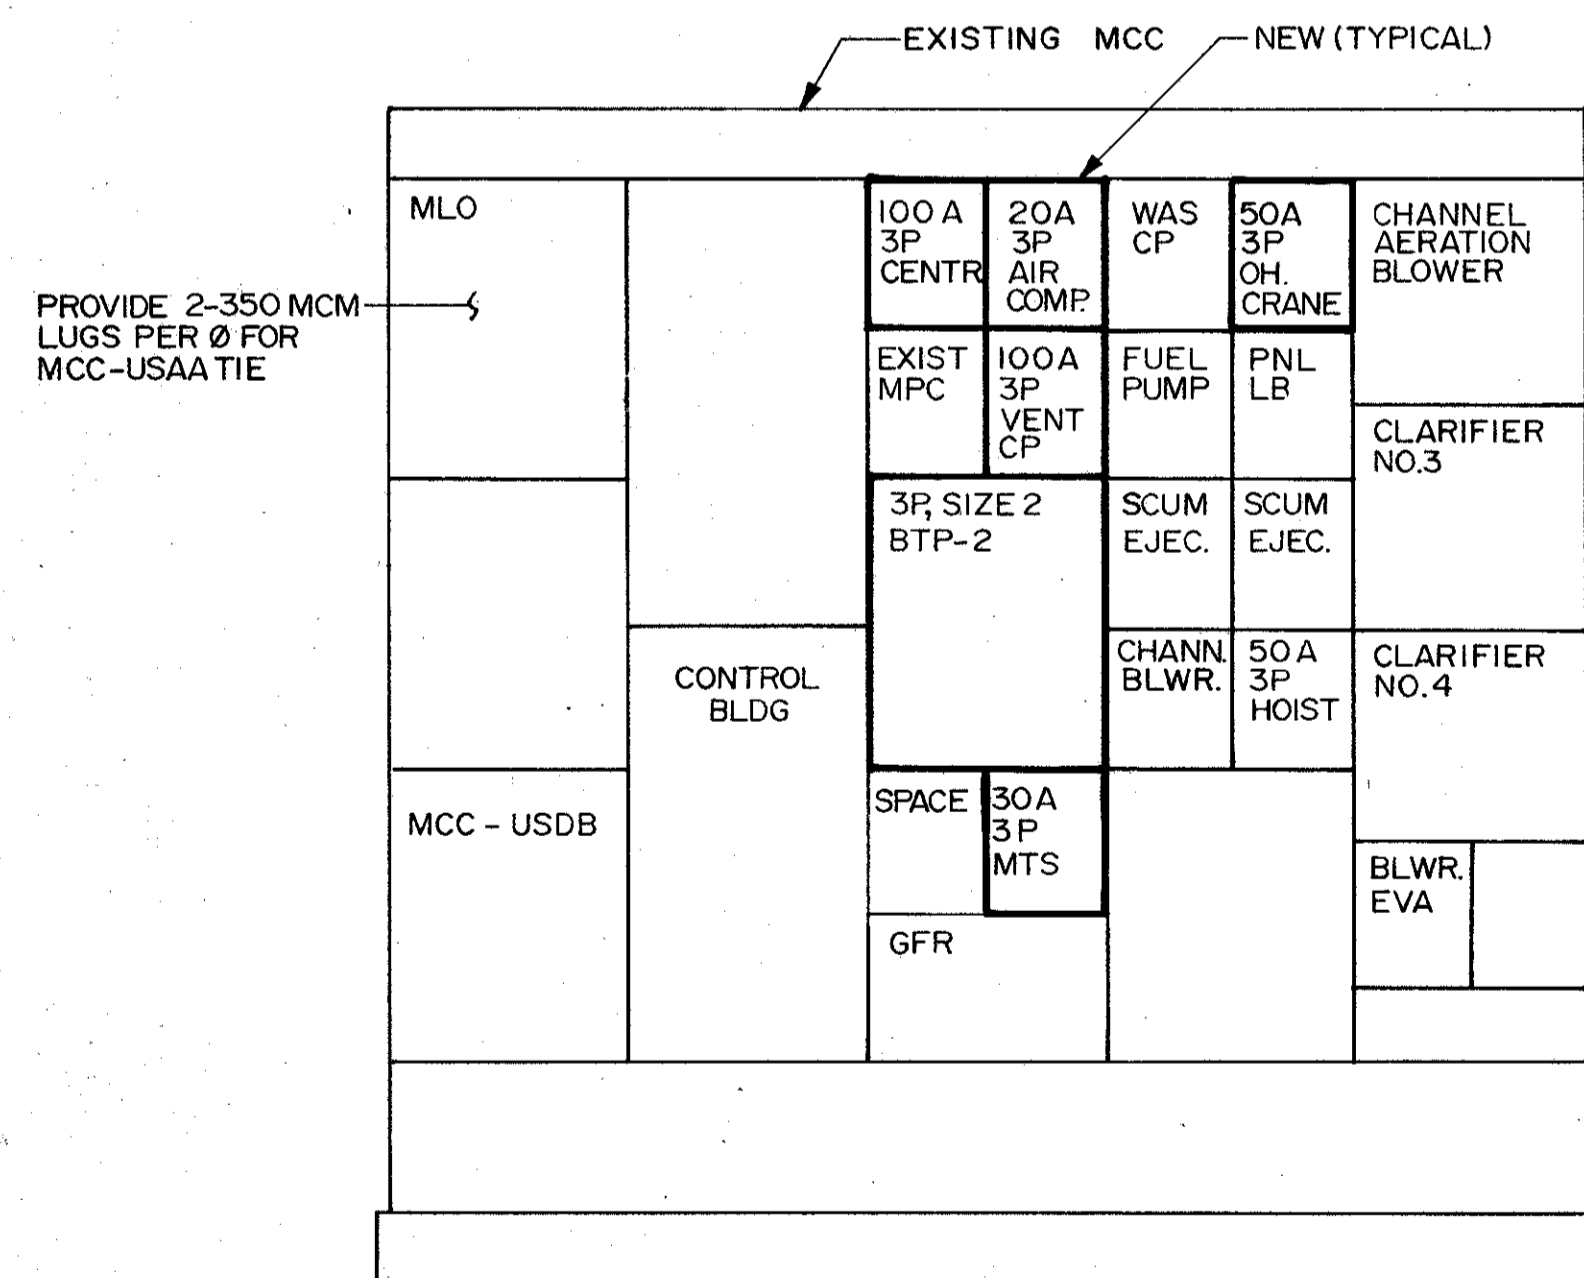 EXISTING MCC
NEW (TYPICAL)
MLO
PROVIDE 2-350 MCM
LUGS PER Ø FOR
MCC-USAA TIE
MCC - USDB
CONTROL
BLDG
100 A
3P
CENTR
20A
3P
AIR
COMP.
EXIST
MPC
100A
3P
VENT
CP
3P, SIZE 2
BTP-2
SPACE
30A
3P
MTS
GFR
WAS
CP
50A
3P
OH.
CRANE
FUEL
PUMP
PNL
LB
SCUM
EJEC.
SCUM
EJEC.
CHANN.
BLWR.
50 A
3P
HOIST
CHANNEL
AERATION
BLOWER
CLARIFIER
NO.3
CLARIFIER
NO.4
BLWR.
EVA